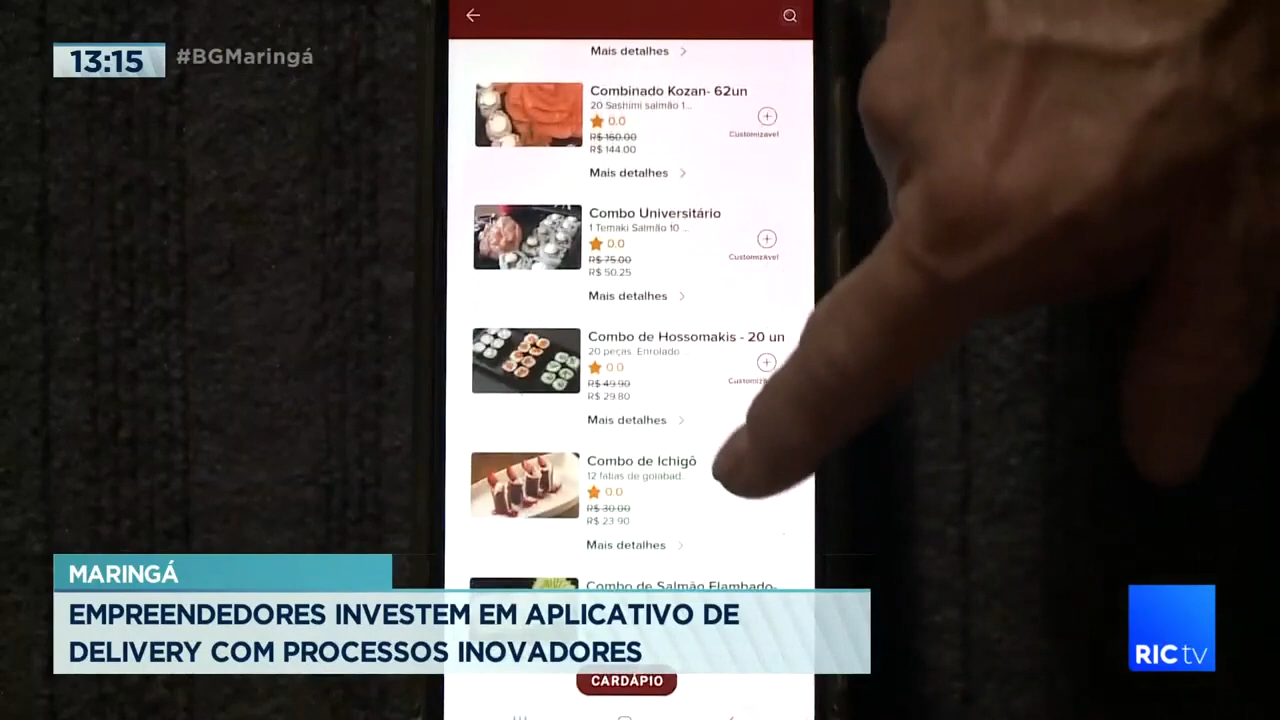 13:15 #BGMaringá
Mais detalhes
Combinado Kozan- 62un
20 Sashimi salmão 1...
0.0
Customizável
R$ 160.00
R$ 144.00
Mais detalhes
Combo Universitário
1 Temaki Salmão 10 ...
0.0
Customizável
R$ 75.00
R$ 50.25
Mais detalhes
Combo de Hossomakis - 20 un
20 peças. Enrolado
0.0
R$ 49.90
R$ 29.80
Mais detalhes
Combo de Ichigô
12 fatias de goiabad.
0.0
R$ 30.00
R$ 23.90
Mais detalhes
Combo de Salmão Flambado-
MARINGÁ
EMPREENDEDORES INVESTEM EM APLICATIVO DE
DELIVERY COM PROCESSOS INOVADORES
CARDÁPIO
RICtv